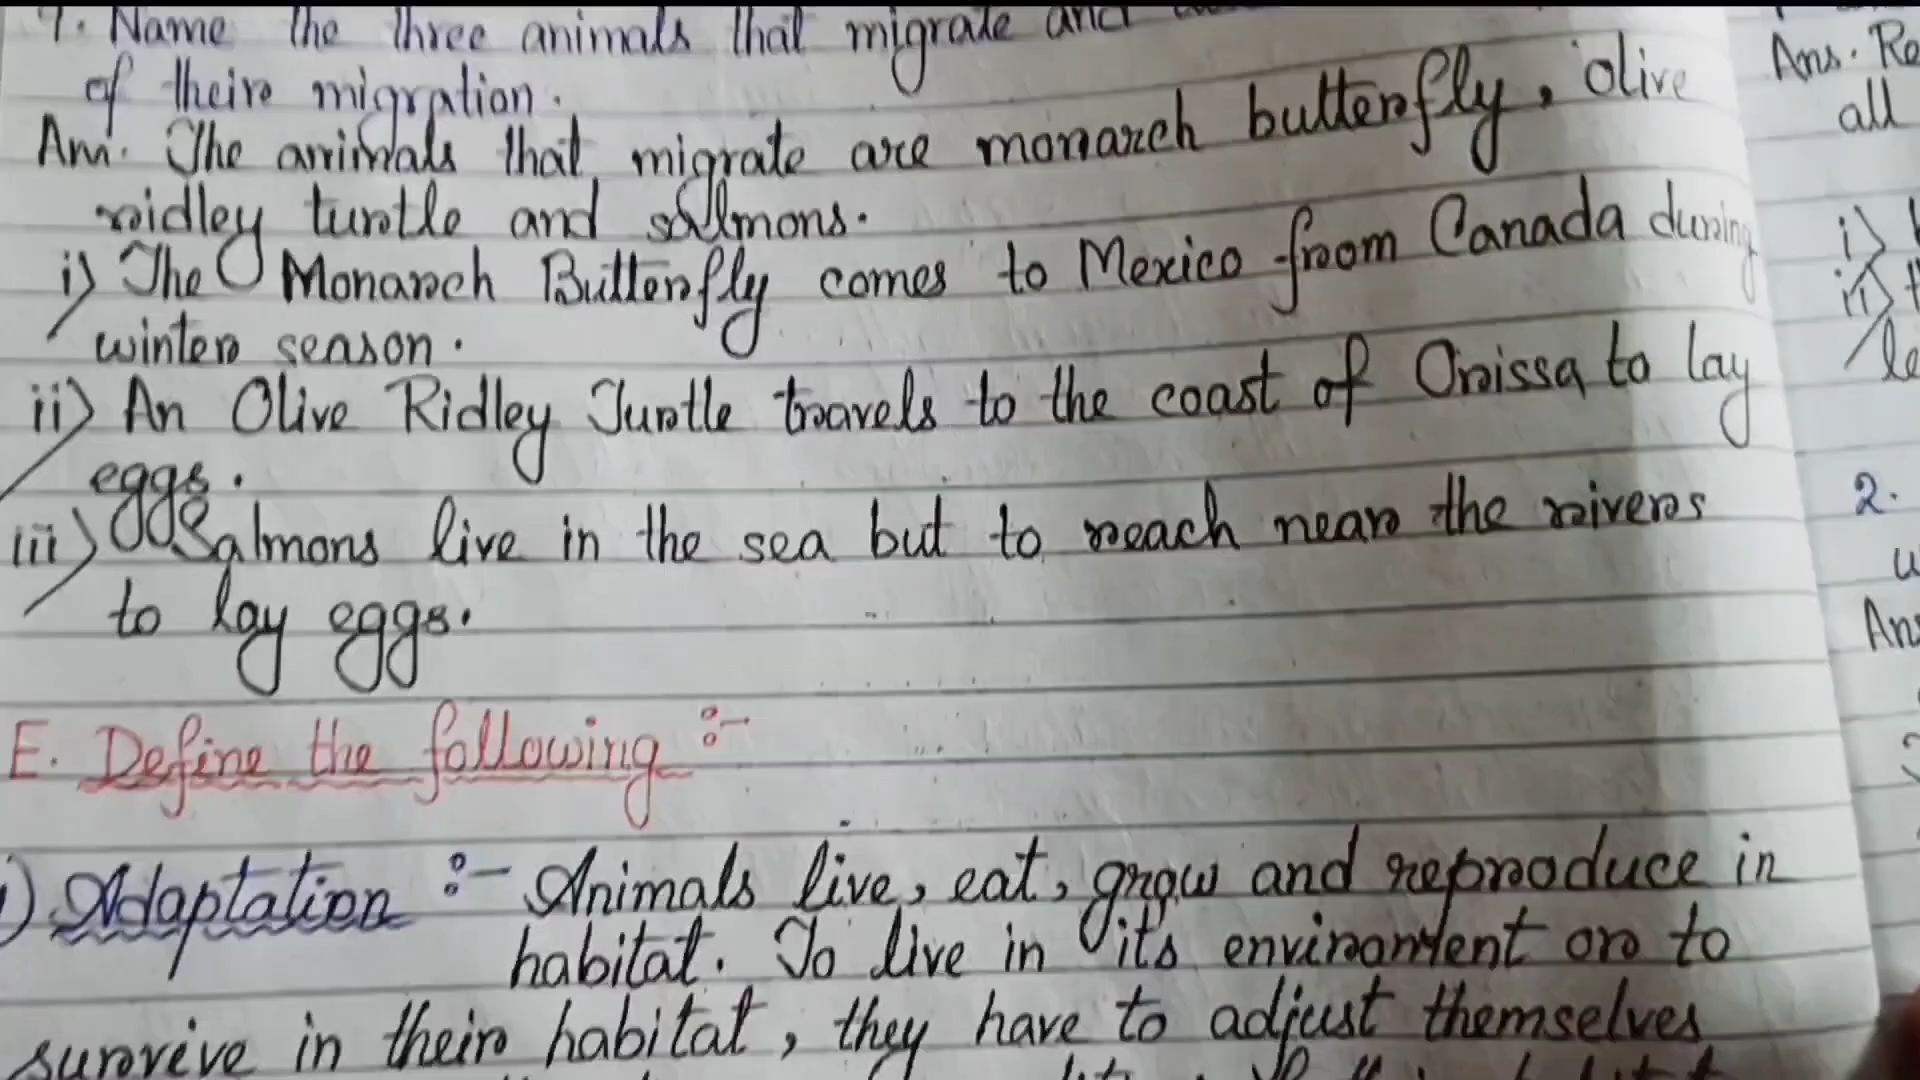 7. Name the three animals that migrate and
of their migration.
Ans. The animals that migrate are monarch butterfly, olive
ridley turtle and salmons.
i) The Monarch Butterfly comes to Mexico from Canada during
winter season.
ii) An Olive Ridley Turtle travels to the coast of Orissa to lay
eggs.
iii) Salmons live in the sea but to reach near the rivers
to lay eggs.
E. Define the following :-
i) Adaptation :- Animals live, eat, grow and reproduce in
habitat. To live in its environment or to
survive in their habitat, they have to adjust themselves
Ans. Re
all
i)
ii)
le
2.
Ans